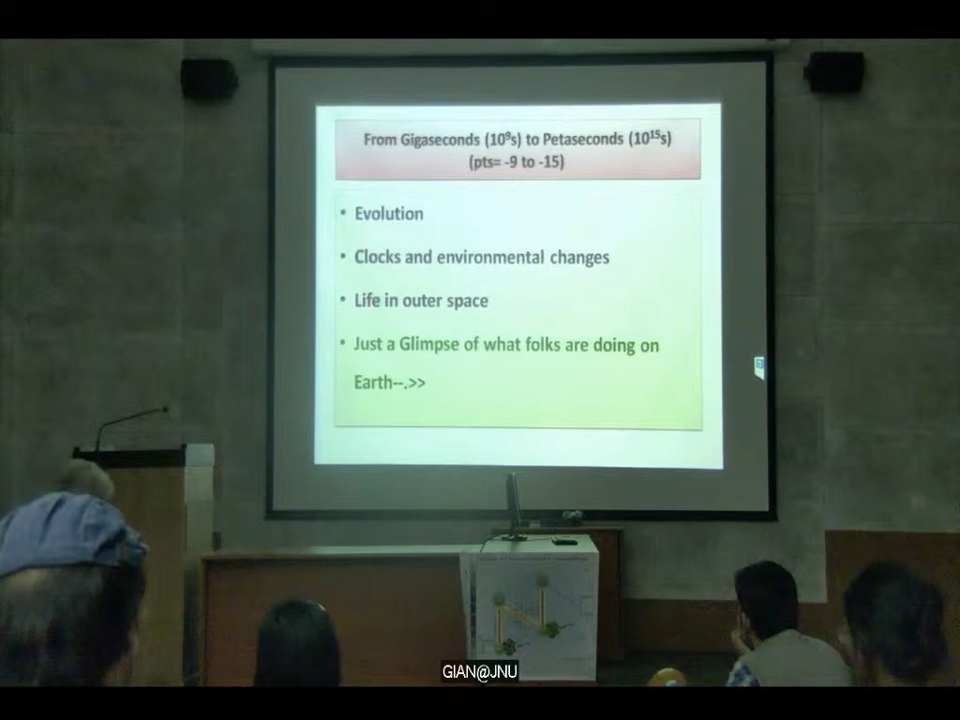 From Gigaseconds (10⁹s) to Petaseconds (10¹⁵s)
(pts= -9 to -15)
• Evolution
• Clocks and environmental changes
• Life in outer space
• Just a Glimpse of what folks are doing on
Earth--.>>
GIAN@JNU